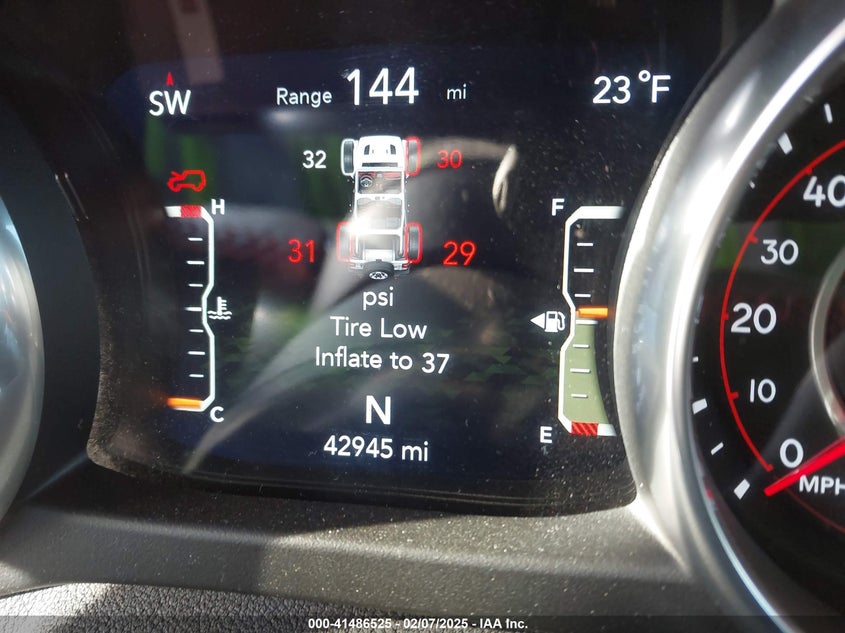 SW Range 144 mi 23°F
32 30
H F
31 29
psi
Tire Low
Inflate to 37
N
C E
42945 mi
40
30
20
10
0
MPH
000-41486525 - 02/07/2025 - IAA Inc.